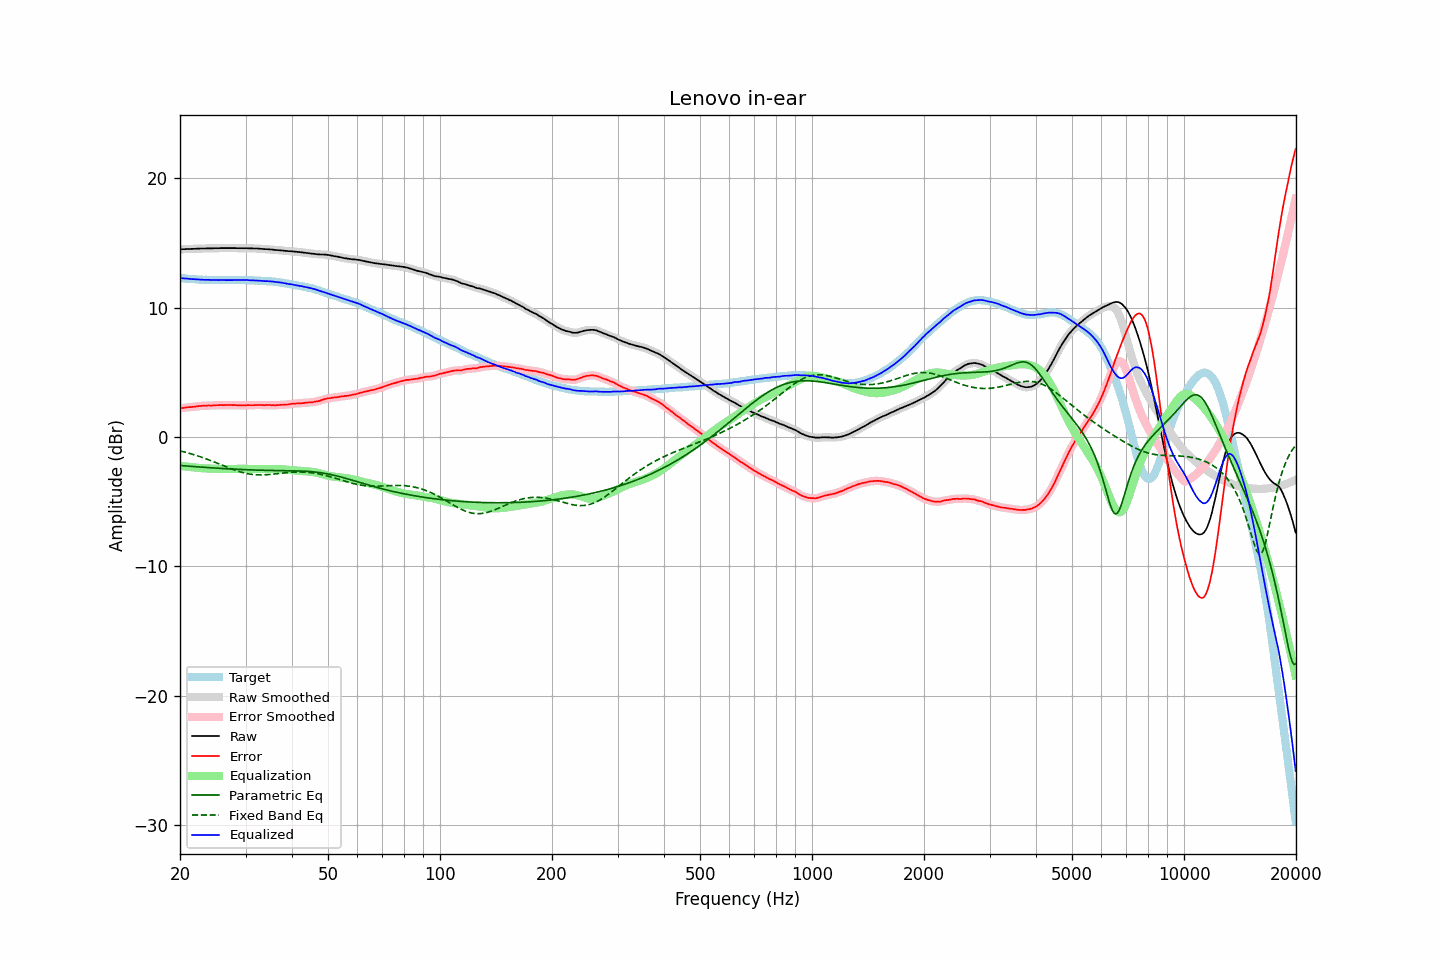 Lenovo in-ear
Amplitude (dBr)
20
10
0
−10
−20
−30
Target
Raw Smoothed
Error Smoothed
Raw
Error
Equalization
Parametric Eq
Fixed Band Eq
Equalized
20 50 100 200 500 1000 2000 5000 10000 20000
Frequency (Hz)